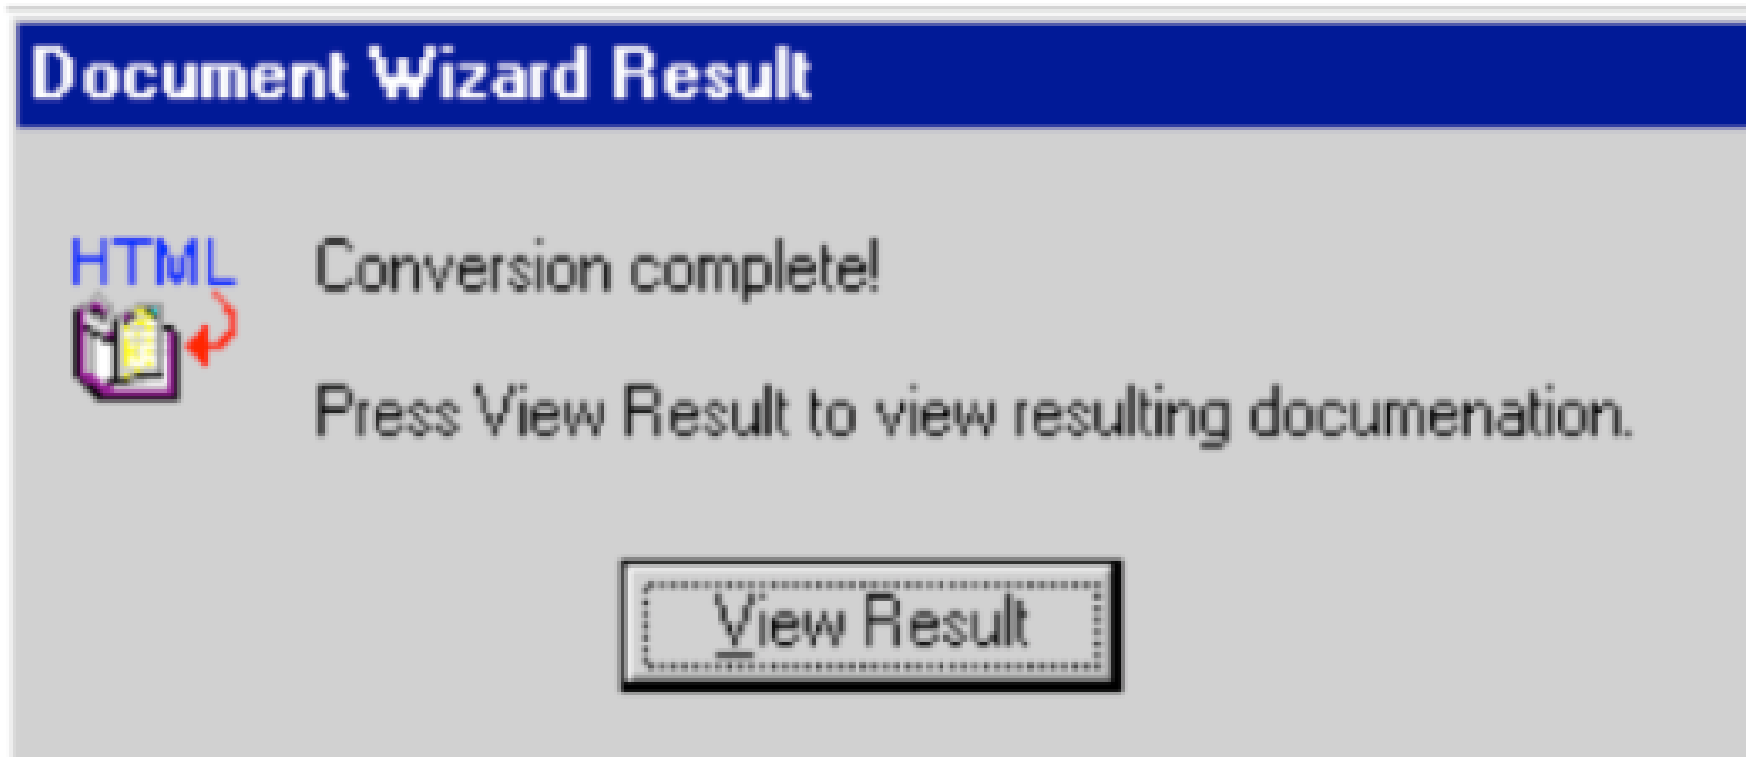 Document Wizard Result
HTML
Conversion complete!
Press View Result to view resulting documenation.
View Result